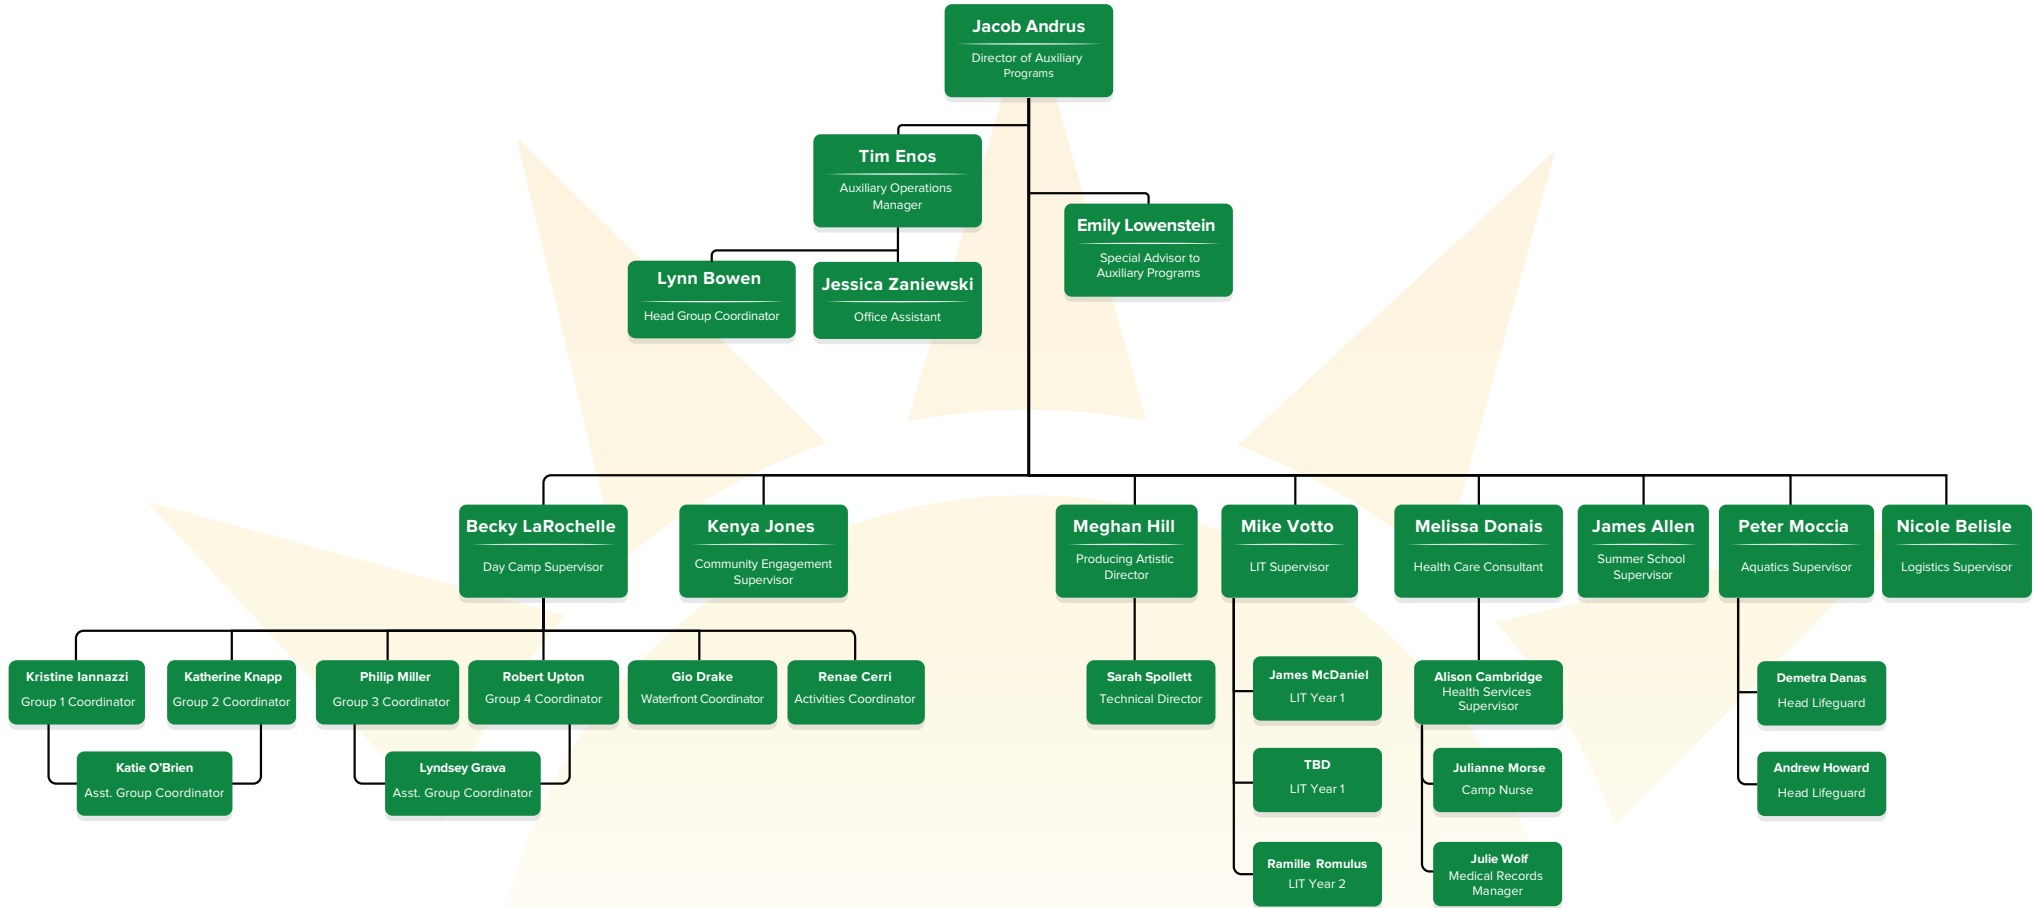 Jacob Andrus
Director of Auxiliary
Programs
Tim Enos
Auxiliary Operations
Manager
Emily Lowenstein
Special Advisor to
Auxiliary Programs
Lynn Bowen
Head Group Coordinator
Jessica Zaniewski
Office Assistant
Becky LaRochelle
Day Camp Supervisor
Kenya Jones
Community Engagement
Supervisor
Meghan Hill
Producing Artistic
Director
Mike Votto
LIT Supervisor
Melissa Donais
Health Care Consultant
James Allen
Summer School
Supervisor
Peter Moccia
Aquatics Supervisor
Nicole Belisle
Logistics Supervisor
Kristine Iannazzi
Group 1 Coordinator
Katherine Knapp
Group 2 Coordinator
Philip Miller
Group 3 Coordinator
Robert Upton
Group 4 Coordinator
Gio Drake
Waterfront Coordinator
Renae Cerri
Activities Coordinator
Sarah Spollett
Technical Director
James McDaniel
LIT Year 1
Alison Cambridge
Health Services
Supervisor
Demetra Danas
Head Lifeguard
Katie O'Brien
Asst. Group Coordinator
Lyndsey Grava
Asst. Group Coordinator
TBD
LIT Year 1
Julianne Morse
Camp Nurse
Andrew Howard
Head Lifeguard
Ramille Romulus
LIT Year 2
Julie Wolf
Medical Records
Manager